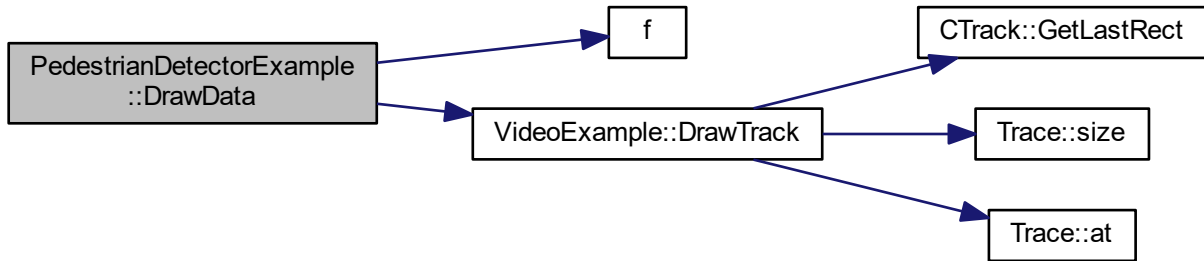 PedestrianDetectorExample
::DrawData
f
VideoExample::DrawTrack
CTrack::GetLastRect
Trace::size
Trace::at